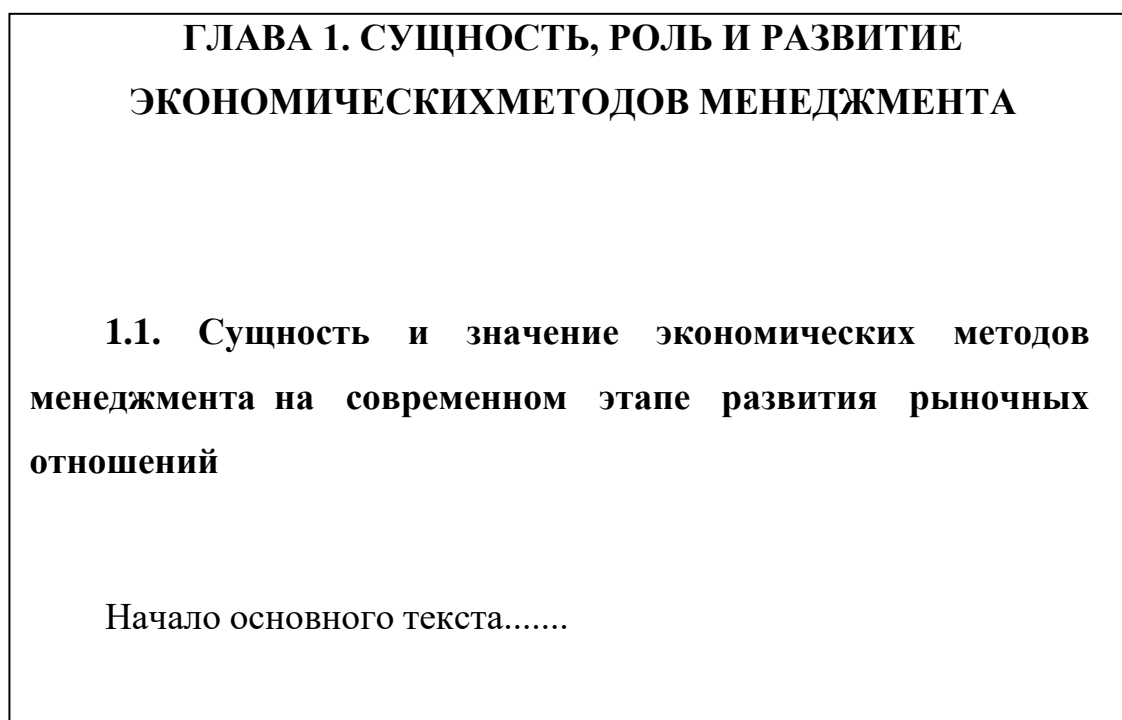 ГЛАВА 1. СУЩНОСТЬ, РОЛЬ И РАЗВИТИЕ
ЭКОНОМИЧЕСКИХМЕТОДОВ МЕНЕДЖМЕНТА
1.1. Сущность и значение экономических методов
менеджмента на современном этапе развития рыночных
отношений
Начало основного текста.......